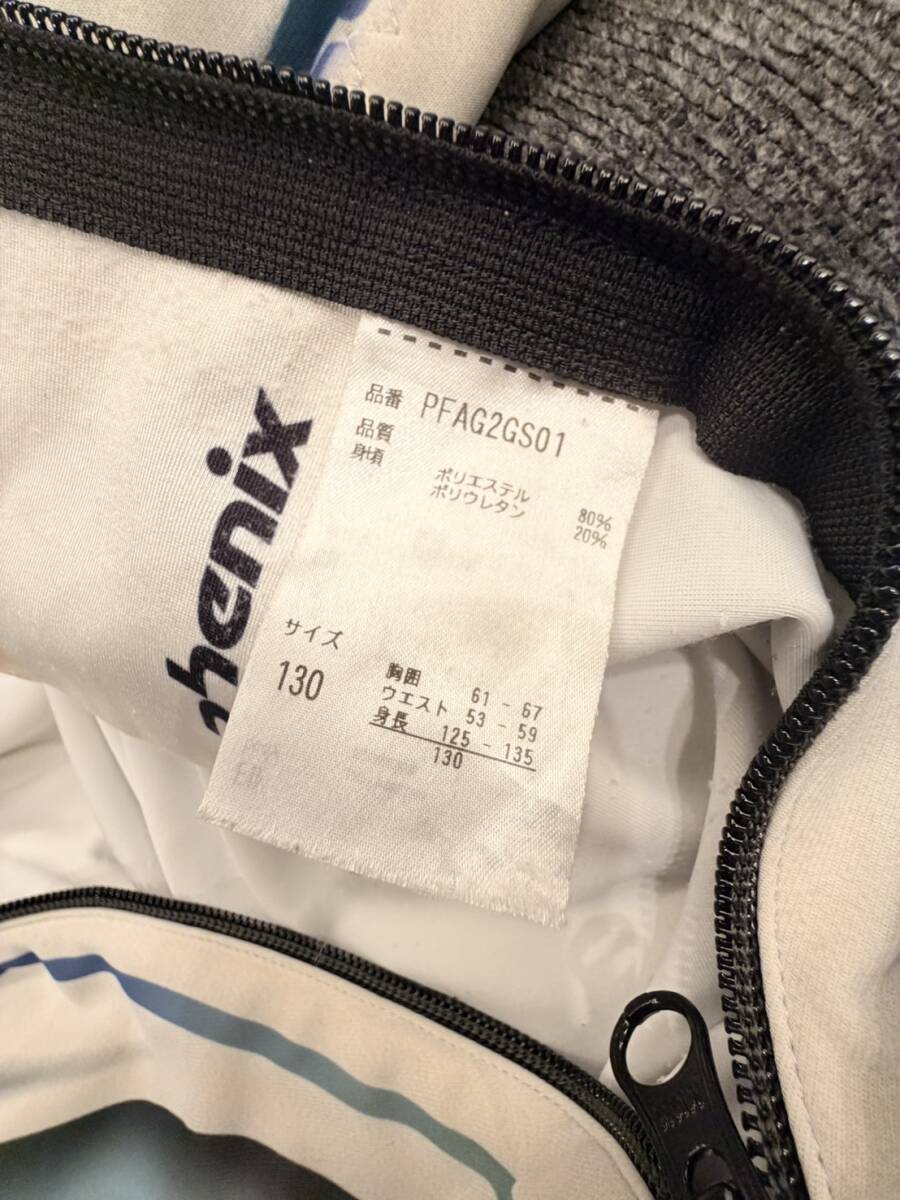 phenix
品番 PFAG2GS01
品質
身頃
ポリエステル 80%
ポリウレタン 20%
サイズ
130
胸囲 61 - 67
ウエスト 53 - 59
身長 125 - 135
130